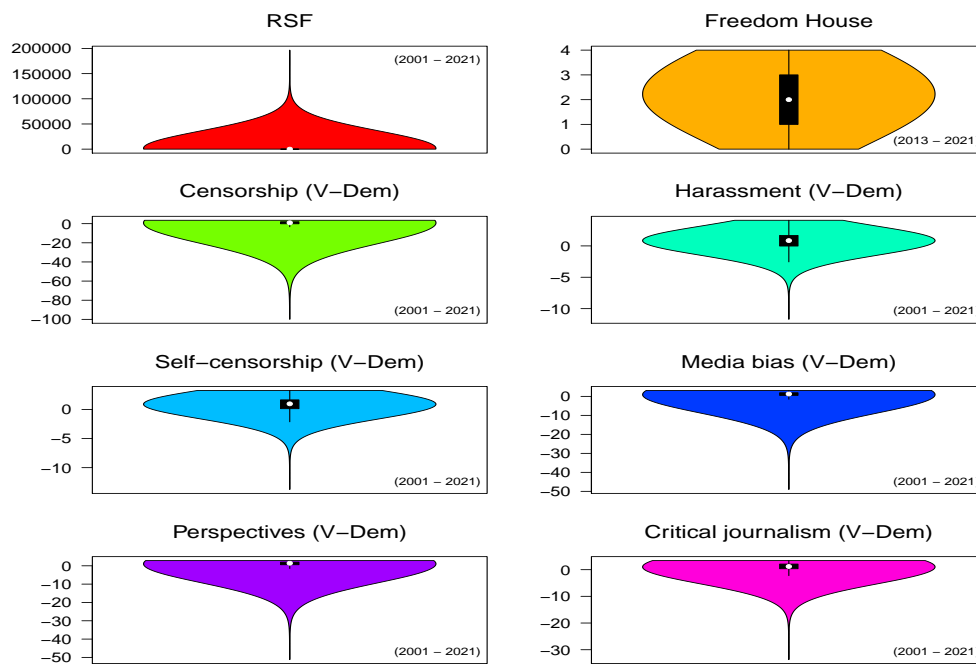 RSF
200000
150000
100000
50000
0
(2001 − 2021)
Freedom House
4
3
2
1
0
(2013 − 2021
Censorship (V−Dem)
0
−20
−40
−60
−80
−100
(2001 − 2021)
Harassment (V−Dem)
0
−5
−10
(2001 − 2021
Self−censorship (V−Dem)
0
−5
−10
(2001 − 2021)
Media bias (V−Dem)
0
−10
−20
−30
−40
−50
(2001 − 2021
Perspectives (V−Dem)
0
−10
−20
−30
−40
−50
(2001 − 2021)
Critical journalism (V−Dem)
0
−10
−20
−30
(2001 − 2021